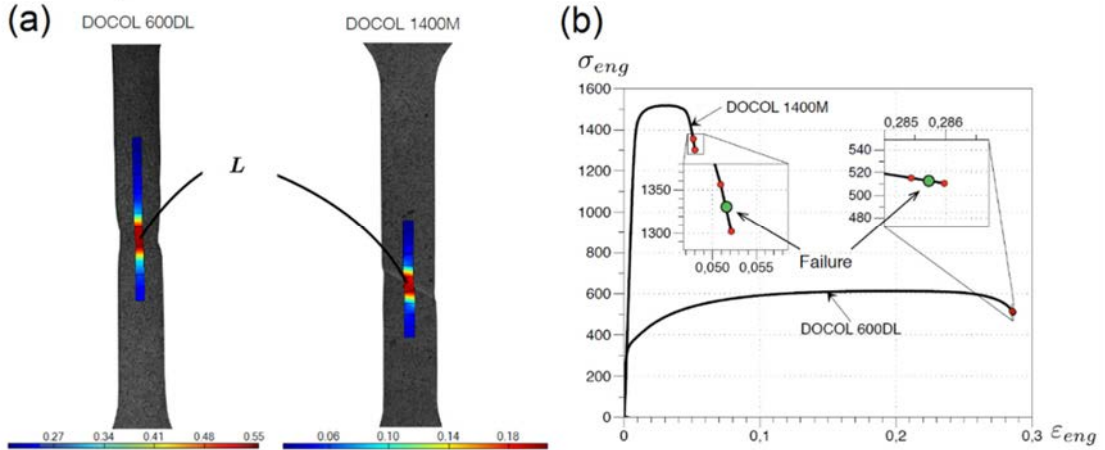 (a)
DOCOL 600DL
DOCOL 1400M
L
0.27 0.34 0.41 0.48 0.55
0.06 0.10 0.14 0.18
(b)
σeng
1600
1400
1200
1000
800
600
400
200
0
0 0,1 0,2 0,3 εeng
DOCOL 1400M
1350
1300
0,050 0,055
0,285 0,286
540
520
500
480
Failure
DOCOL 600DL